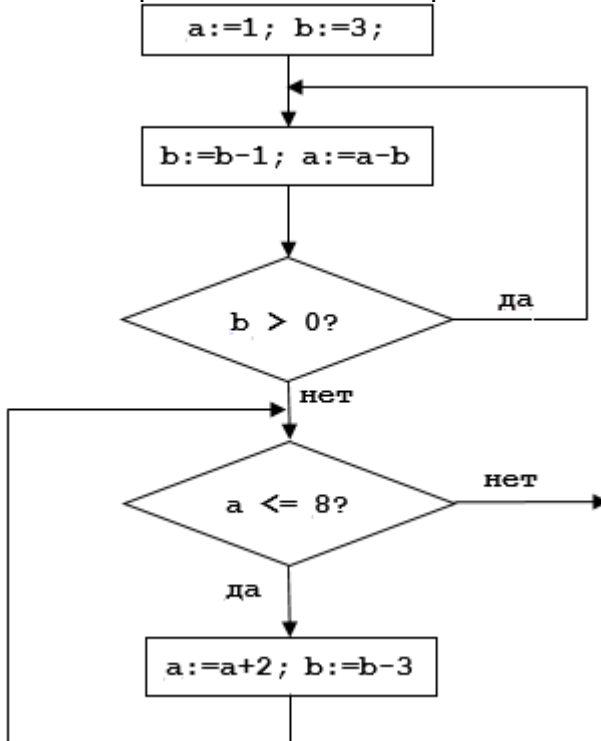 a:=1; b:=3;
b:=b-1; a:=a-b
b > 0?
да
нет
a <= 8?
нет
да
a:=a+2; b:=b-3